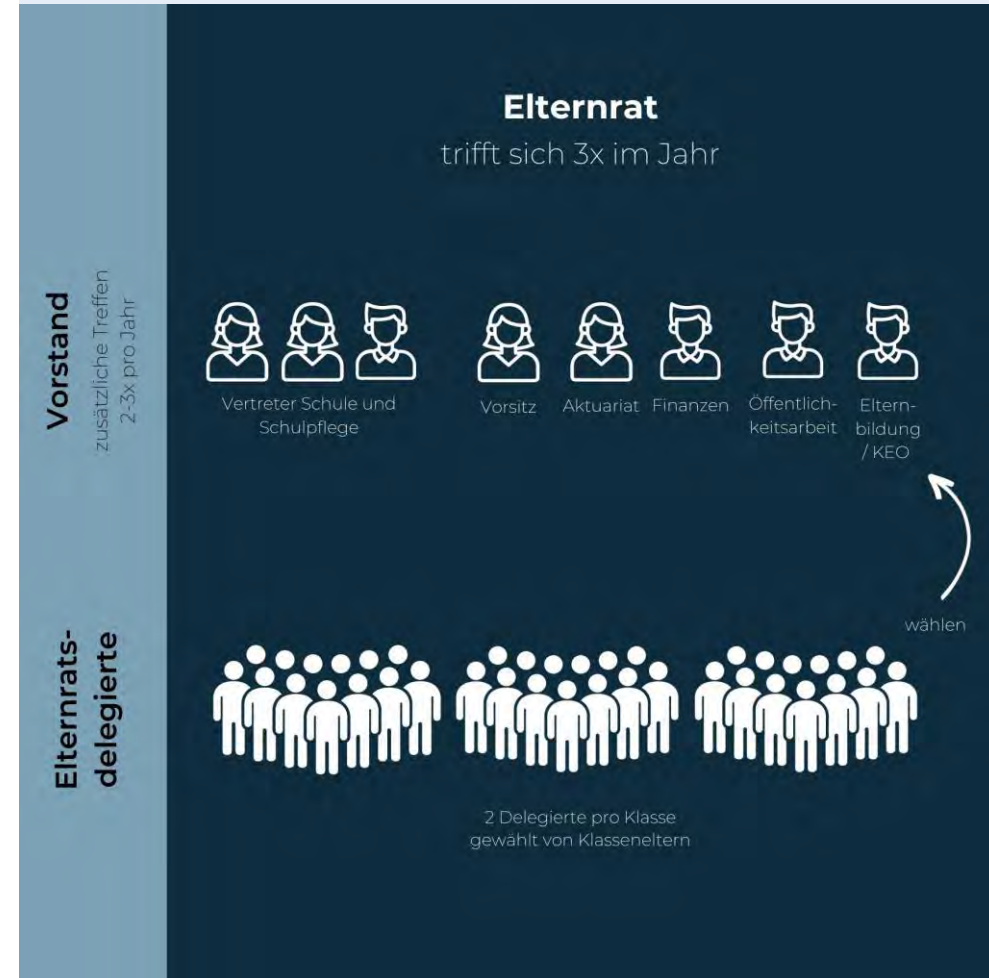 Elternrat
trifft sich 3x im Jahr
Vorstand
zusätzliche Treffen
2-3x pro Jahr
Vertreter Schule und
Schulpflege
Vorsitz
Aktuariat
Finanzen
Öffentlich-
keitsarbeit
Eltern-
bildung
/ KEO
wählen
Elternrats-
delegierte
2 Delegierte pro Klasse
gewählt von Klasseneltern